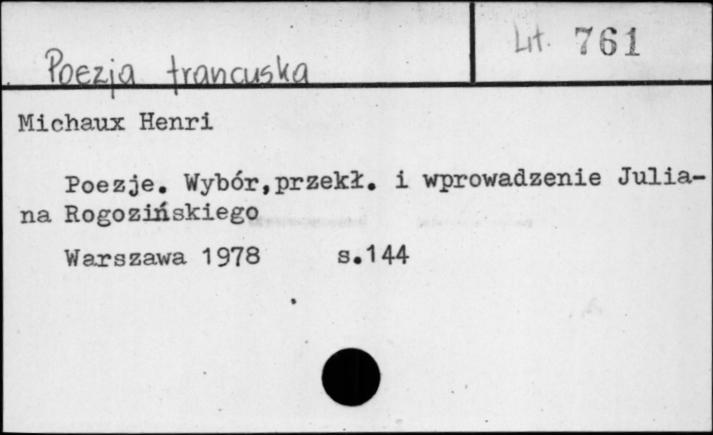 Poezja francuska
Lit. 761
Michaux Henri
Poezje. Wybór,przekł. i wprowadzenie Julia-
na Rogozińskiego
Warszawa 1978 s.144